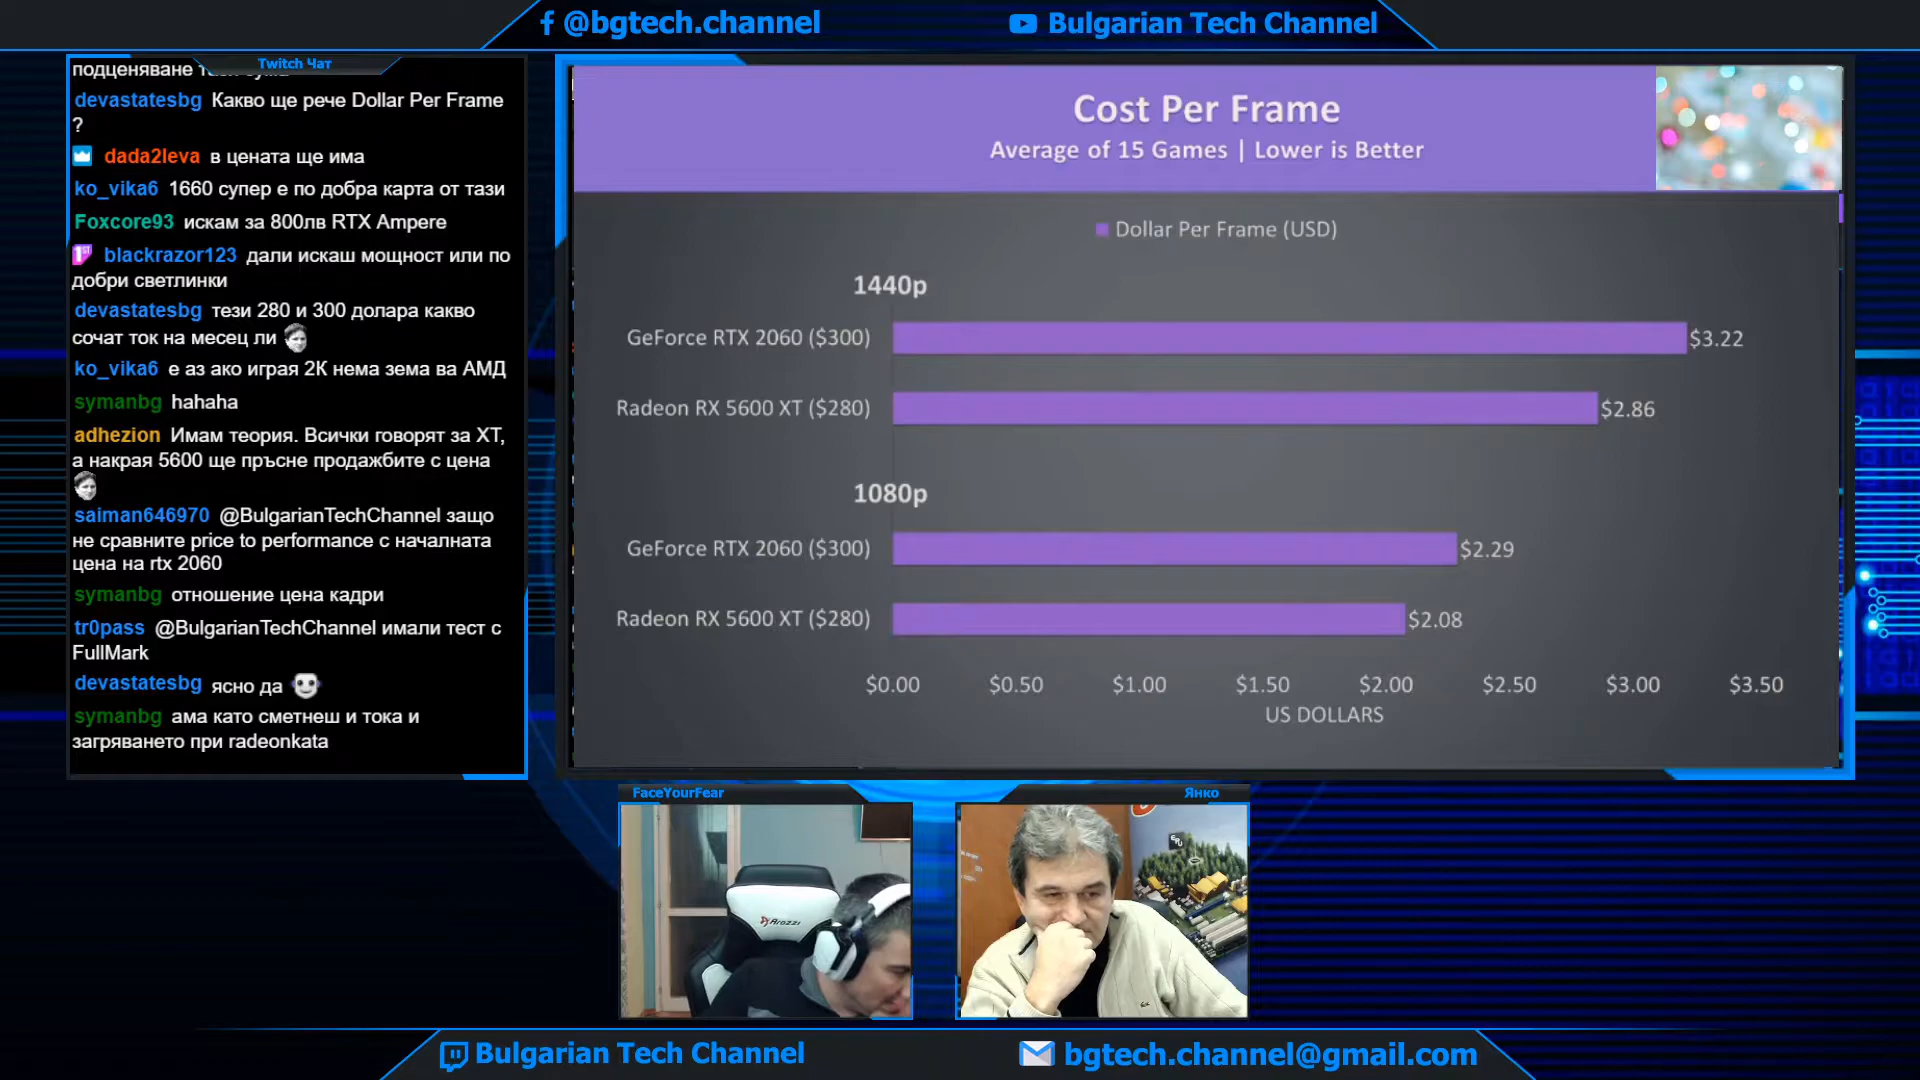 @bgtech.channel
Bulgarian Tech Channel
Twitch Чат
подценяване
devastatesbg Какво ще рече Dollar Per Frame
?
dada2leva в цената ще има
ko_vika6 1660 супер е по добра карта от тази
Foxcore93 искам за 800лв RTX Ampere
1ST blackrazor123 дали искаш мощност или по
добри светлинки
devastatesbg тези 280 и 300 долара какво
сочат ток на месец ли
ko_vika6 е аз ако играя 2К нема зема ва АМД
symanbg hahaha
adhezion Имам теория. Всички говорят за XT,
а накрая 5600 ще пръсне продажбите с цена
saiman646970 @BulgarianTechChannel защо
не сравните price to performance с началната
цена на rtx 2060
symanbg отношение цена кадри
tr0pass @BulgarianTechChannel имали тест с
FullMark
devastatesbg ясно да
symanbg ама като сметнеш и тока и
загряването при radeonkata
Cost Per Frame
Average of 15 Games | Lower is Better
Dollar Per Frame (USD)
1440p
GeForce RTX 2060 ($300) $3.22
Radeon RX 5600 XT ($280) $2.86
1080p
GeForce RTX 2060 ($300) $2.29
Radeon RX 5600 XT ($280) $2.08
$0.00 $0.50 $1.00 $1.50 $2.00 $2.50 $3.00 $3.50
US DOLLARS
FaceYourFear
Янко
Arozzi
Bulgarian Tech Channel
bgtech.channel@gmail.com